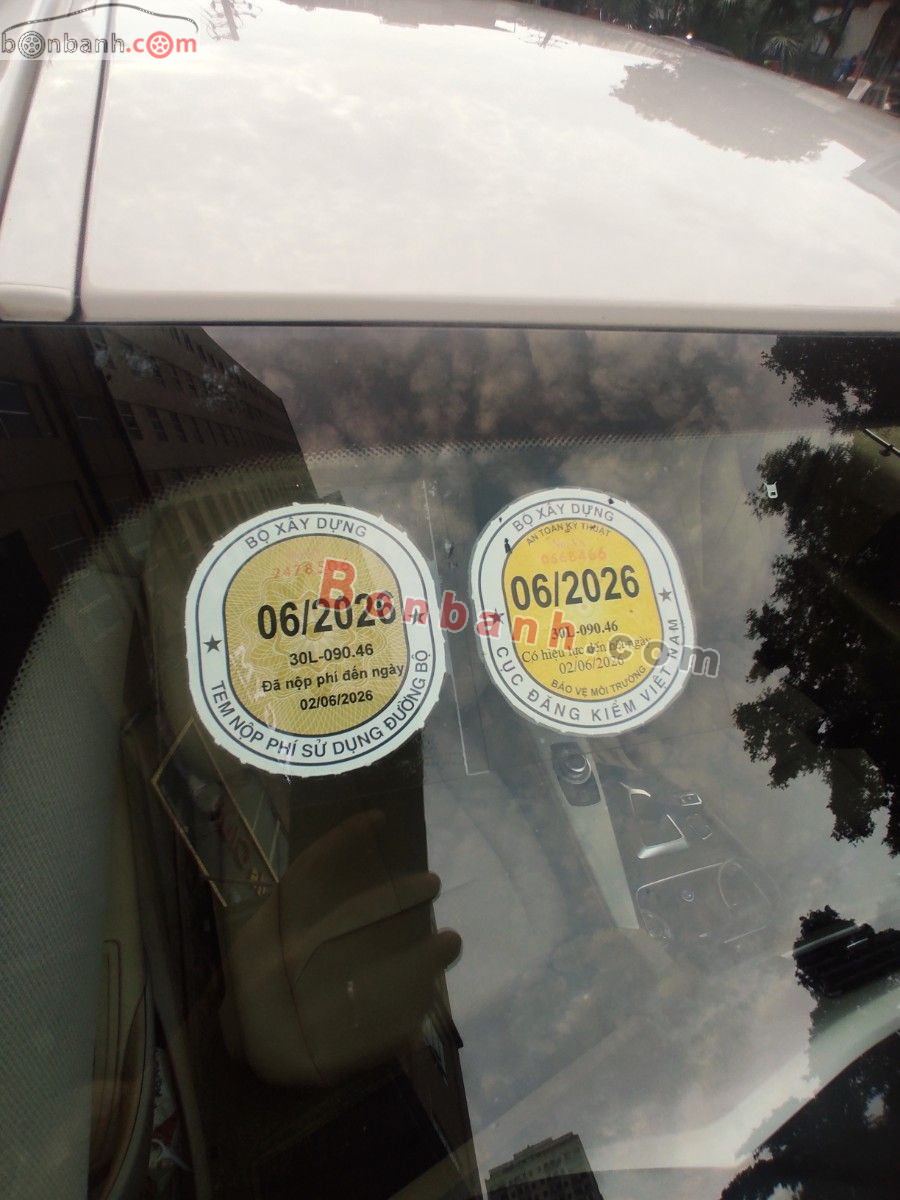 bonbanh.com
BỘ XÂY DỰNG
06/2026
30L-090.46
Đã nộp phí đến ngày
02/06/2026
TEM NỘP PHÍ SỬ DỤNG ĐƯỜNG BỘ
BỘ XÂY DỰNG
AN TOÀN KỸ THUẬT
0668466
06/2026
30L-090.46
Có hiệu lực đến hết ngày
02/06/2026
BẢO VỆ MÔI TRƯỜNG
CỤC ĐĂNG KIỂM VIỆT NAM
Bonbanh.com